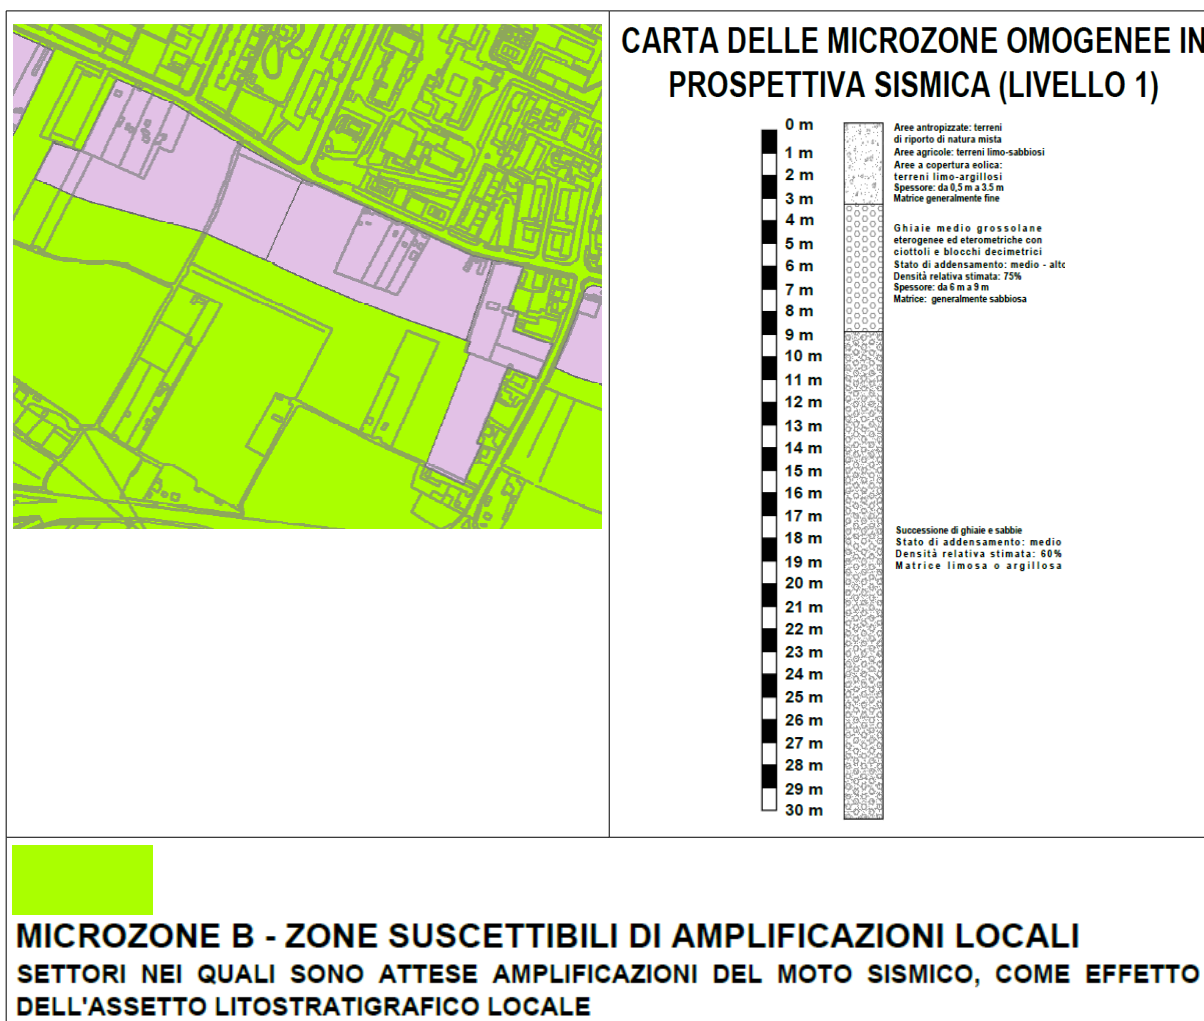 CARTA DELLE MICROZONE OMOGENEE IN
PROSPETTIVA SISMICA (LIVELLO 1)
0 m
1 m
2 m
3 m
4 m
5 m
6 m
7 m
8 m
9 m
10 m
11 m
12 m
13 m
14 m
15 m
16 m
17 m
18 m
19 m
20 m
21 m
22 m
23 m
24 m
25 m
26 m
27 m
28 m
29 m
30 m
Aree antropizzate: terreni
di riporto di natura mista
Aree agricole: terreni limo-sabbiosi
Aree a copertura eolica:
terreni limo-argillosi
Spessore: da 0,5 m a 3.5 m
Matrice generalmente fine
Ghiaie medio grossolane
eterogenee ed eterometriche con
ciottoli e blocchi decimetrici
Stato di addensamento: medio - alto
Densità relativa stimata: 75%
Spessore: da 6 m a 9 m
Matrice: generalmente sabbiosa
Successione di ghiaie e sabbie
Stato di addensamento: medio
Densità relativa stimata: 60%
Matrice limosa o argillosa
MICROZONE B - ZONE SUSCETTIBILI DI AMPLIFICAZIONI LOCALI
SETTORI NEI QUALI SONO ATTESE AMPLIFICAZIONI DEL MOTO SISMICO, COME EFFETTO
DELL'ASSETTO LITOSTRATIGRAFICO LOCALE